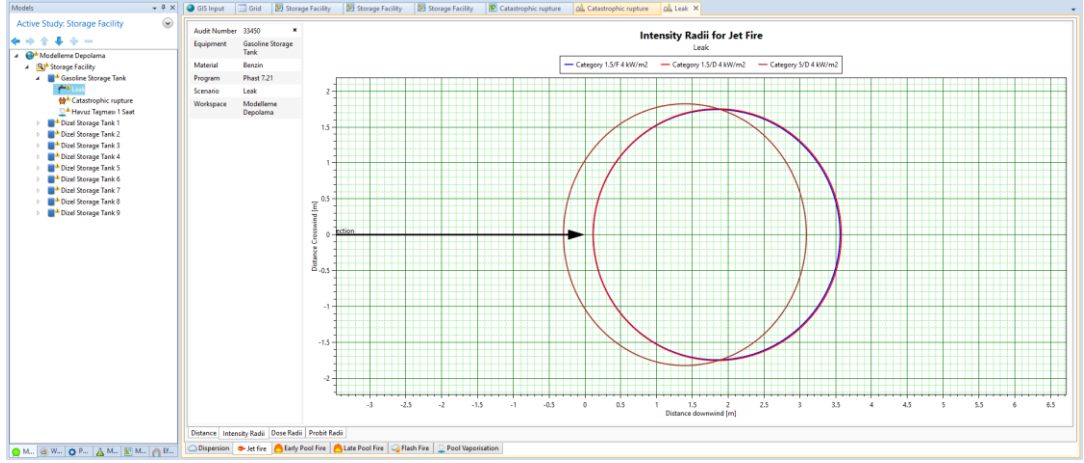 Models
GIS Input
Grid
Storage Facility
Storage Facility
Storage Facility
Catastrophic rupture
Catastrophic rupture
Leak
Active Study: Storage Facility
Modelleme Depolama
Storage Facility
Gasoline Storage Tank
Leak
Catastrophic rupture
Havuz Taşması 1 Saat
Dizel Storage Tank 1
Dizel Storage Tank 2
Dizel Storage Tank 3
Dizel Storage Tank 4
Dizel Storage Tank 5
Dizel Storage Tank 6
Dizel Storage Tank 7
Dizel Storage Tank 8
Dizel Storage Tank 9
M...
W...
P...
M...
M...
Ef...
Audit Number 33450
Equipment Gasoline Storage
Tank
Material Benzin
Program Phast 7.21
Scenario Leak
Workspace Modelleme
Depolama
Intensity Radii for Jet Fire
Leak
Category 1.5/F 4 kW/m2
Category 1.5/D 4 kW/m2
Category 5/D 4 kW/m2
Distance Crosswind [m]
2
1.5
1
0.5
0
-0.5
-1
-1.5
-2
ection
-3 -2.5 -2 -1.5 -1 -0.5 0 0.5 1 1.5 2 2.5 3 3.5 4 4.5 5 5.5 6 6.5
Distance downwind [m]
Distance
Intensity Radii
Dose Radii
Probit Radii
Dispersion
Jet fire
Early Pool Fire
Late Pool Fire
Flash Fire
Pool Vaporisation